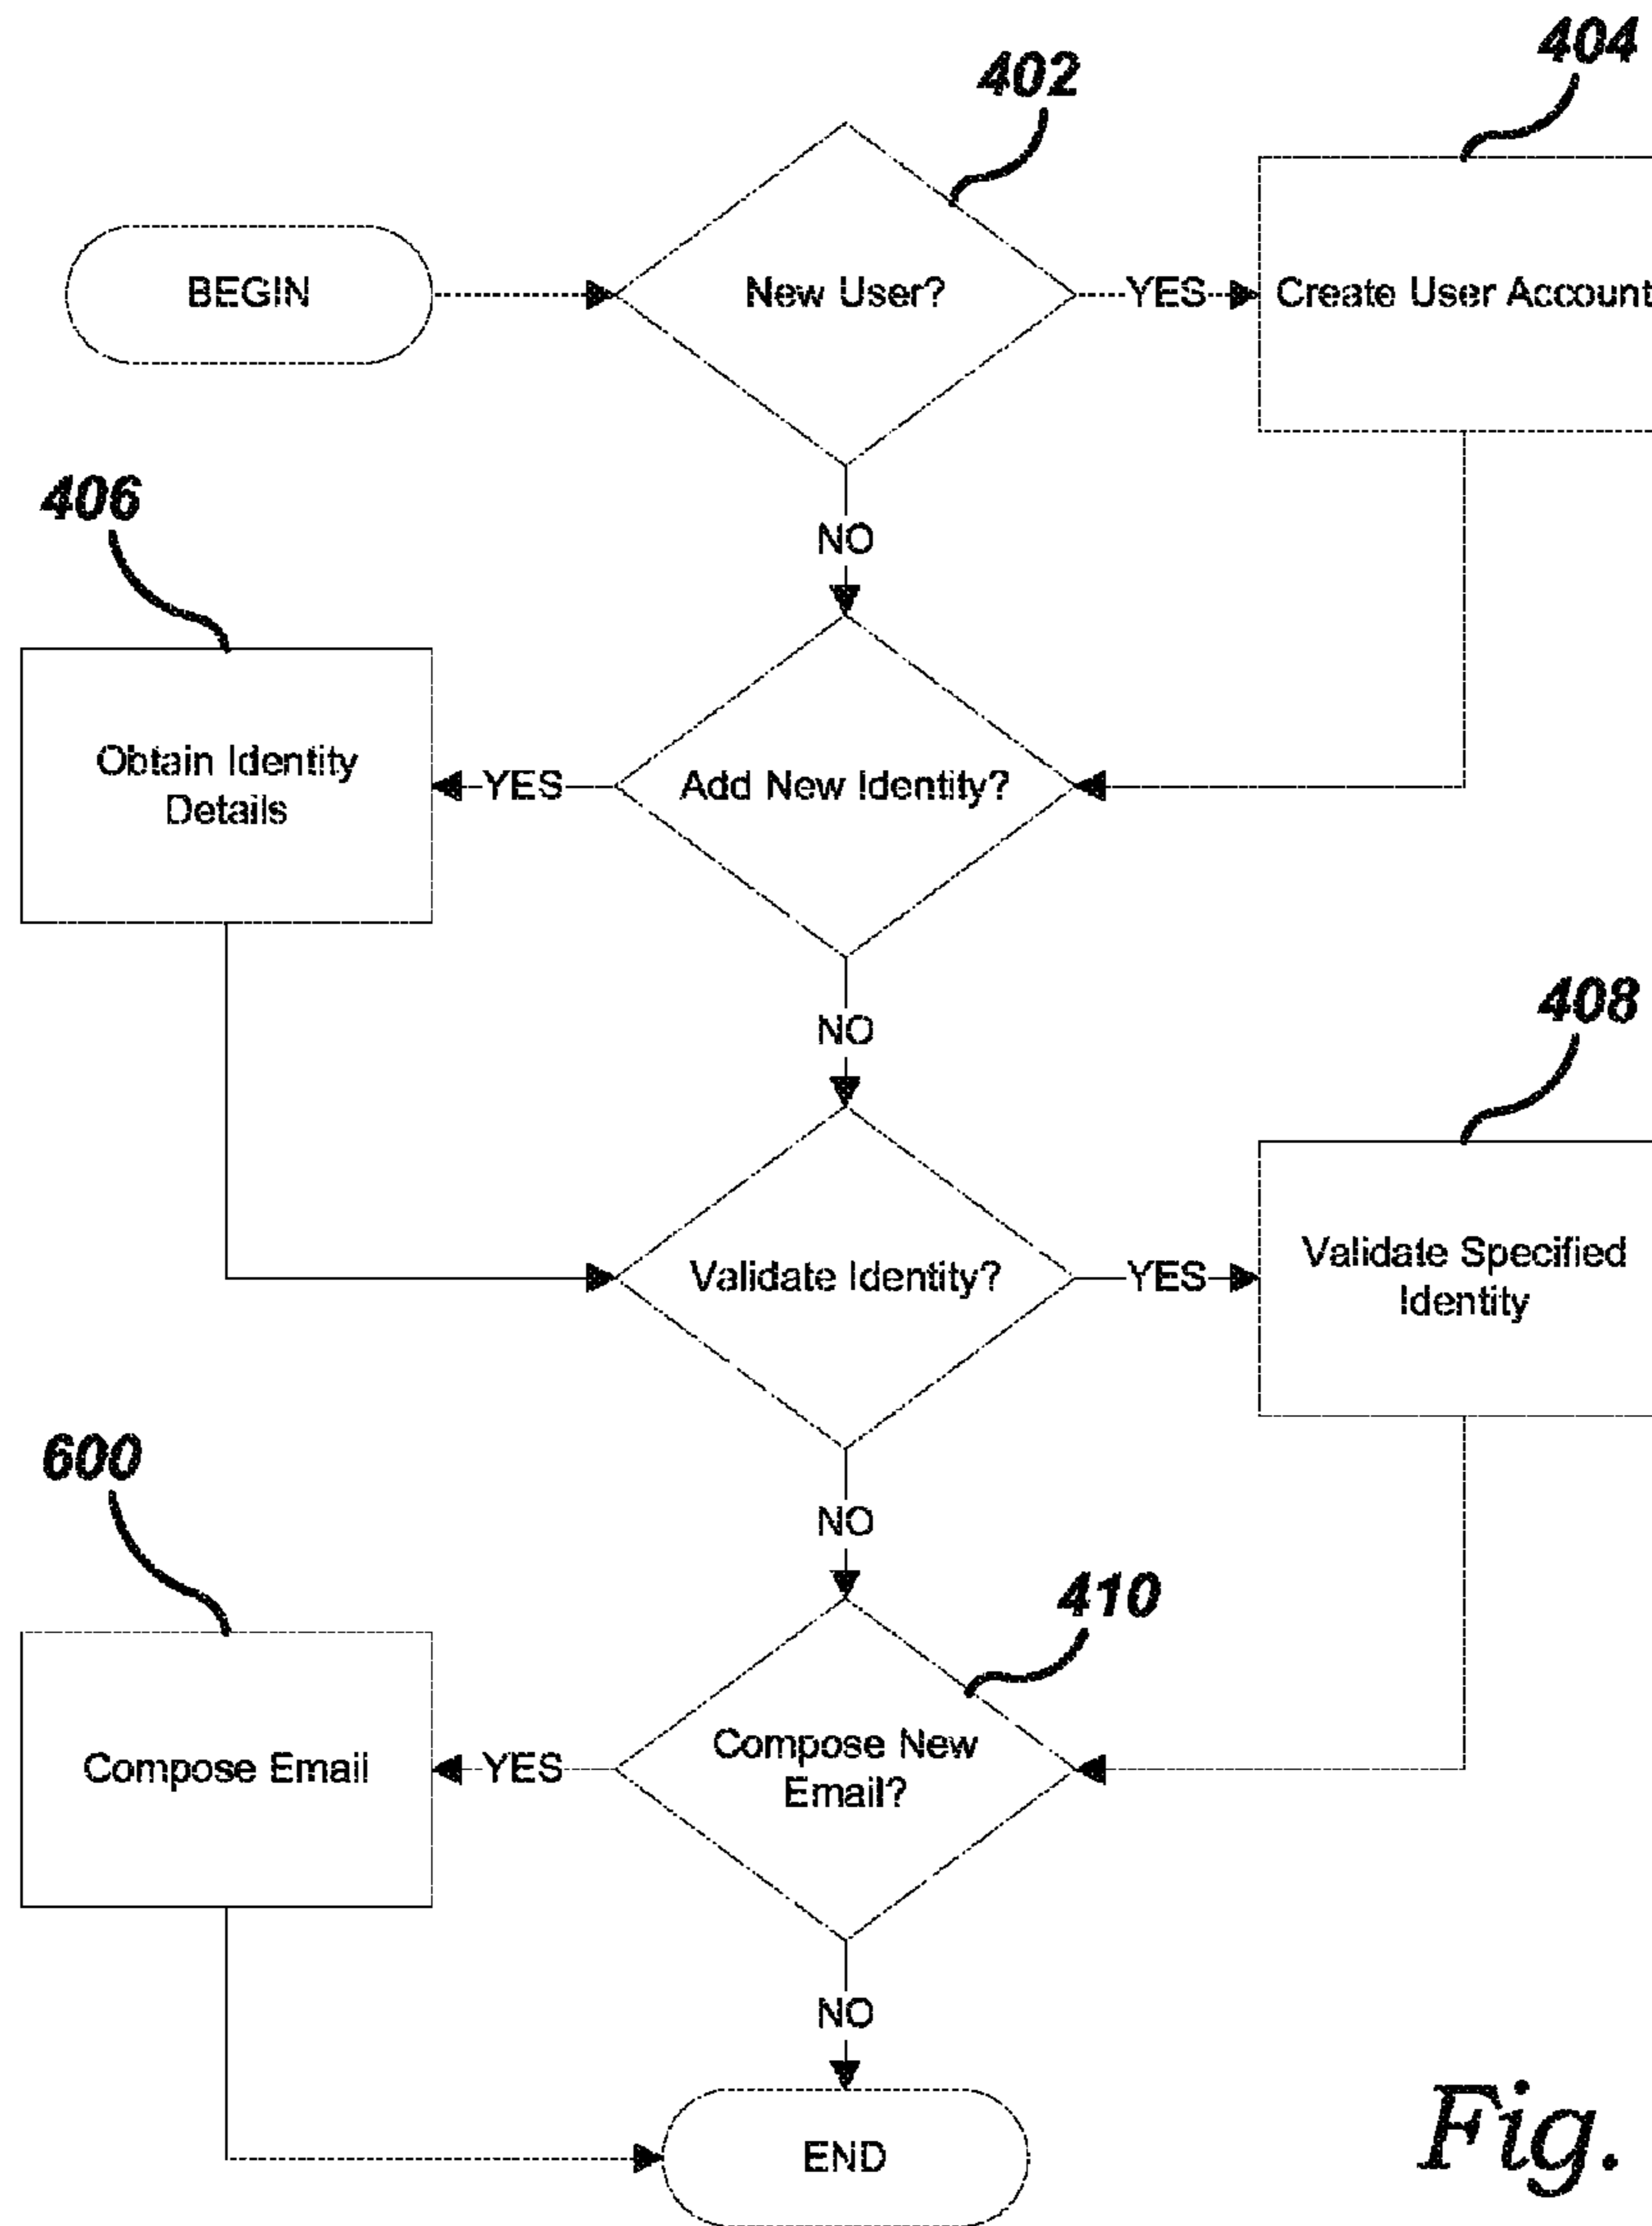 402
404
BEGIN
New User?
YES
Create User Account
406
NO
Obtain Identity
Details
YES
Add New Identity?
NO
408
Validate Identity?
YES
Validate Specified
Identity
600
NO
410
Compose Email
YES
Compose New
Email?
NO
END
Fig.